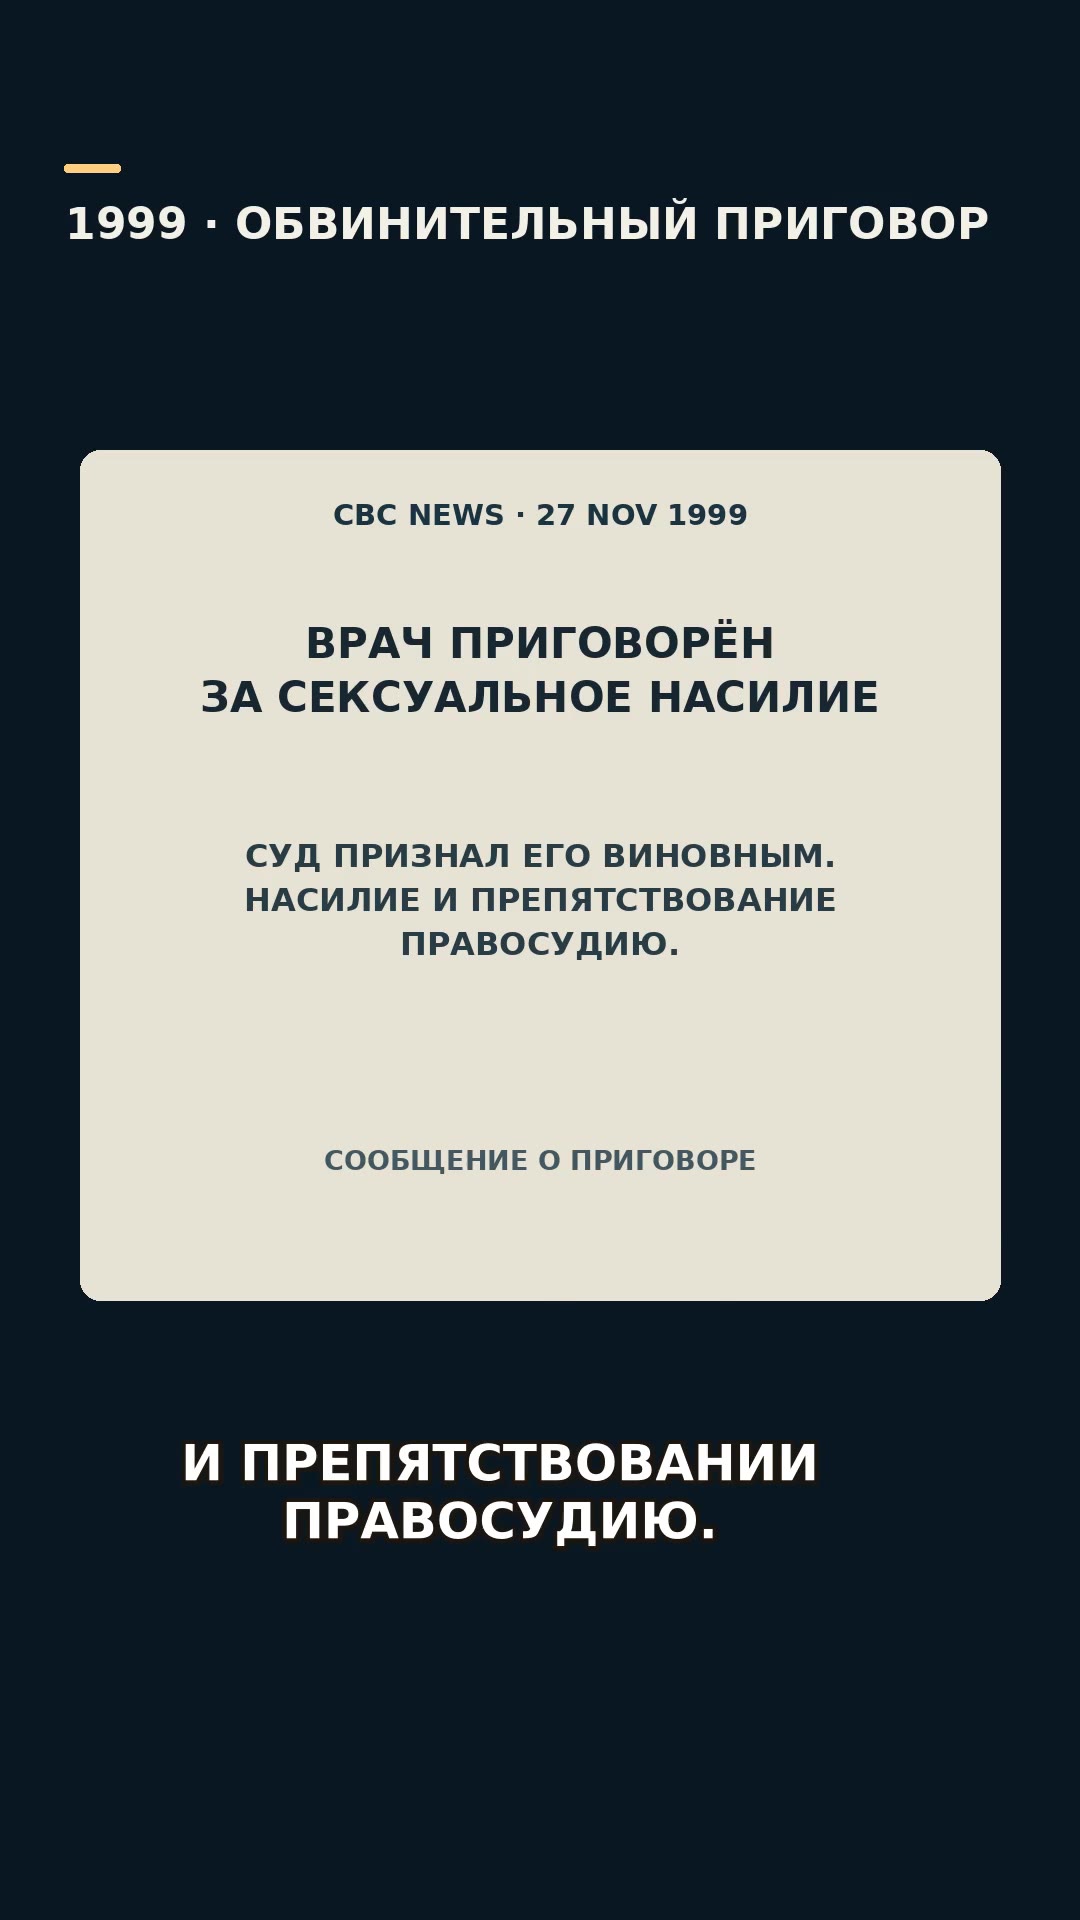 1999 · ОБВИНИТЕЛЬНЫЙ ПРИГОВОР
CBC NEWS · 27 NOV 1999
ВРАЧ ПРИГОВОРЁН
ЗА СЕКСУАЛЬНОЕ НАСИЛИЕ
СУД ПРИЗНАЛ ЕГО ВИНОВНЫМ.
НАСИЛИЕ И ПРЕПЯТСТВОВАНИЕ
ПРАВОСУДИЮ.
СООБЩЕНИЕ О ПРИГОВОРЕ
И ПРЕПЯТСТВОВАНИИ
ПРАВОСУДИЮ.